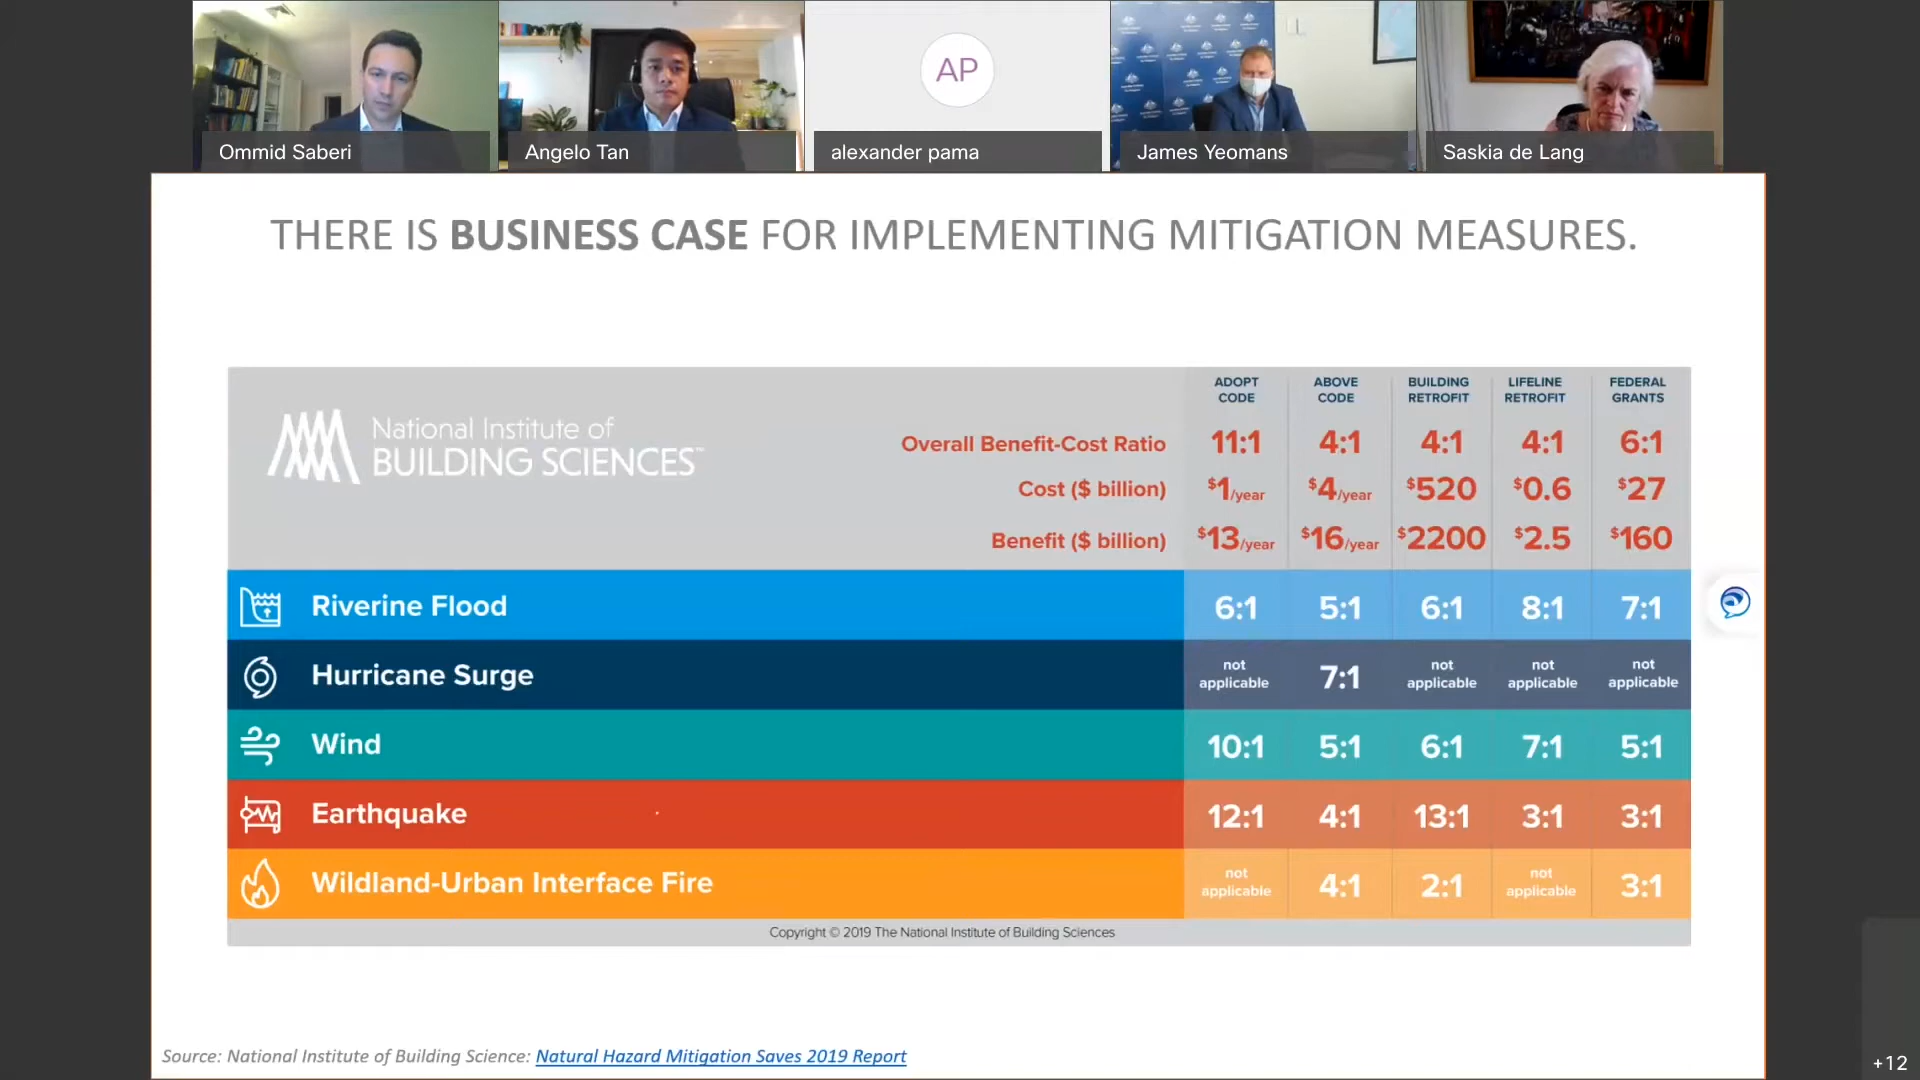 Ommid Saberi
Angelo Tan
AP
alexander pama
James Yeomans
Saskia de Lang
THERE IS BUSINESS CASE FOR IMPLEMENTING MITIGATION MEASURES.
National Institute of
BUILDING SCIENCES™
ADOPT CODE ABOVE CODE BUILDING RETROFIT LIFELINE RETROFIT FEDERAL GRANTS
Overall Benefit-Cost Ratio 11:1 4:1 4:1 4:1 6:1
Cost ($ billion) $1/year $4/year $520 $0.6 $27
Benefit ($ billion) $13/year $16/year $2200 $2.5 $160
Riverine Flood 6:1 5:1 6:1 8:1 7:1
Hurricane Surge not applicable 7:1 not applicable not applicable not applicable
Wind 10:1 5:1 6:1 7:1 5:1
Earthquake 12:1 4:1 13:1 3:1 3:1
Wildland-Urban Interface Fire not applicable 4:1 2:1 not applicable 3:1
Copyright © 2019 The National Institute of Building Sciences
Source: National Institute of Building Science: Natural Hazard Mitigation Saves 2019 Report
+12